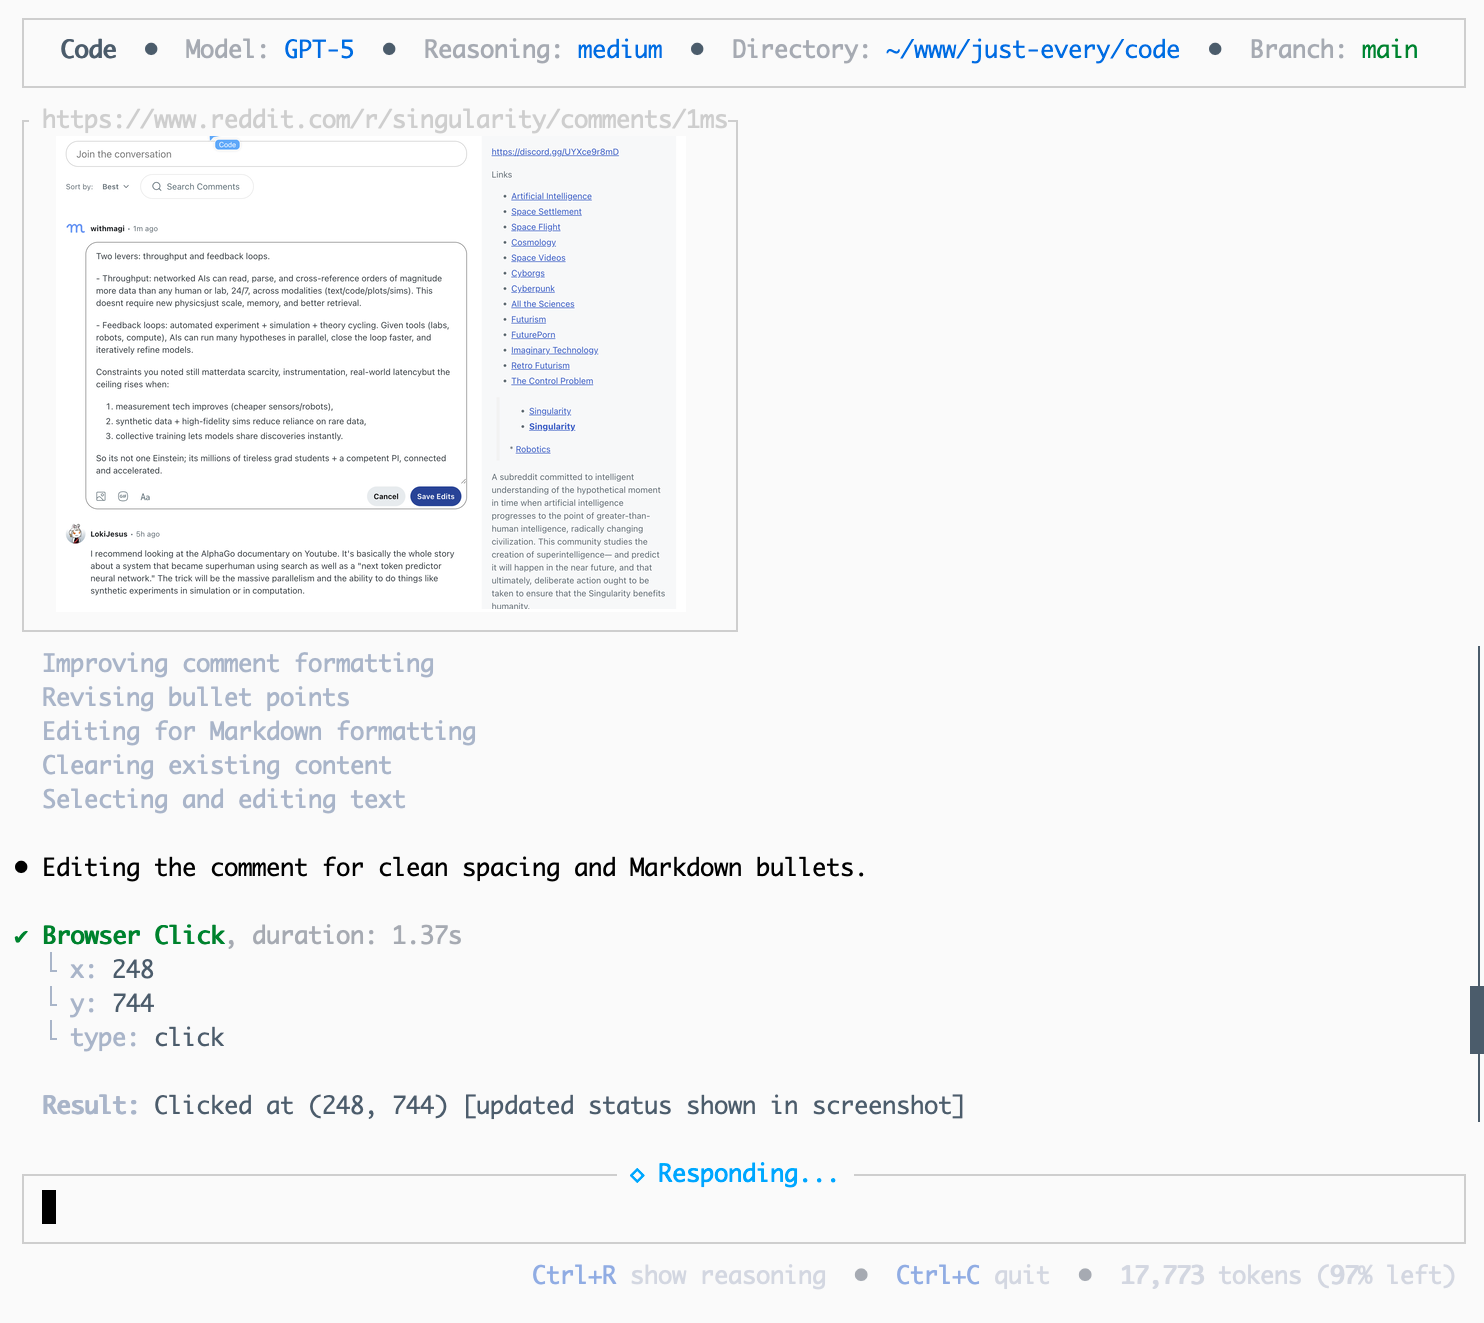 Code ● Model: GPT-5 ● Reasoning: medium ● Directory: ~/www/just-every/code ● Branch: main
https://www.reddit.com/r/singularity/comments/1ms
Code
Join the conversation
Sort by: Best
Search Comments
withmagi • 1m ago
Two levers: throughput and feedback loops.
- Throughput: networked AIs can read, parse, and cross-reference orders of magnitude
more data than any human or lab, 24/7, across modalities (text/code/plots/sims). This
doesnt require new physicsjust scale, memory, and better retrieval.
- Feedback loops: automated experiment + simulation + theory cycling. Given tools (labs,
robots, compute), AIs can run many hypotheses in parallel, close the loop faster, and
iteratively refine models.
Constraints you noted still matterdata scarcity, instrumentation, real-world latencybut the
ceiling rises when:
1. measurement tech improves (cheaper sensors/robots),
2. synthetic data + high-fidelity sims reduce reliance on rare data,
3. collective training lets models share discoveries instantly.
So its not one Einstein; its millions of tireless grad students + a competent PI, connected
and accelerated.
GIF
Aa
Cancel
Save Edits
LokiJesus • 5h ago
I recommend looking at the AlphaGo documentary on Youtube. It's basically the whole story
about a system that became superhuman using search as well as a "next token predictor
neural network." The trick will be the massive parallelism and the ability to do things like
synthetic experiments in simulation or in computation.
https://discord.gg/UYXce9r8mD
Links
• Artificial Intelligence
• Space Settlement
• Space Flight
• Cosmology
• Space Videos
• Cyborgs
• Cyberpunk
• All the Sciences
• Futurism
• FuturePorn
• Imaginary Technology
• Retro Futurism
• The Control Problem
• Singularity
• Singularity
* Robotics
A subreddit committed to intelligent
understanding of the hypothetical moment
in time when artificial intelligence
progresses to the point of greater-than-
human intelligence, radically changing
civilization. This community studies the
creation of superintelligence— and predict
it will happen in the near future, and that
ultimately, deliberate action ought to be
taken to ensure that the Singularity benefits
humanity.
Improving comment formatting
Revising bullet points
Editing for Markdown formatting
Clearing existing content
Selecting and editing text
● Editing the comment for clean spacing and Markdown bullets.
✔ Browser Click, duration: 1.37s
└ x: 248
└ y: 744
└ type: click
Result: Clicked at (248, 744) [updated status shown in screenshot]
◇ Responding...
Ctrl+R show reasoning ● Ctrl+C quit ● 17,773 tokens (97% left)